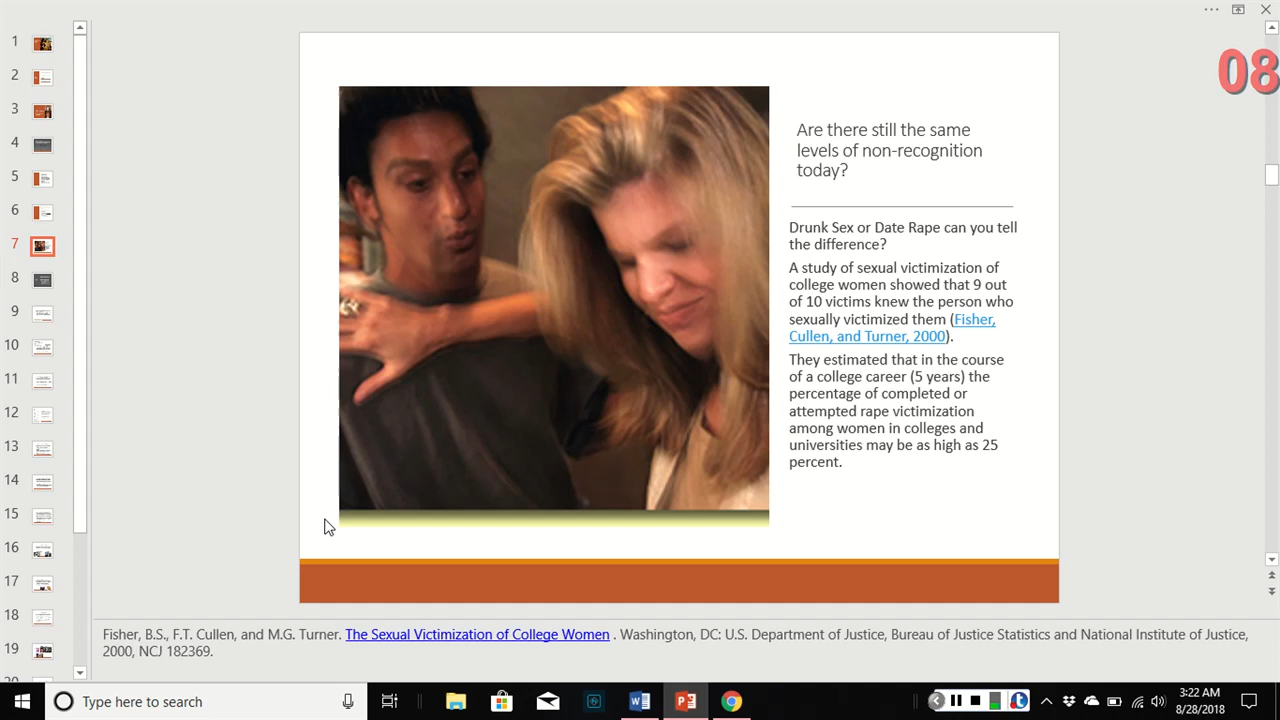 08
1
2
3
4
5
6
7
8
9
10
11
12
13
14
15
16
17
18
19
Are there still the same
levels of non-recognition
today?
Drunk Sex or Date Rape can you tell
the difference?
A study of sexual victimization of
college women showed that 9 out
of 10 victims knew the person who
sexually victimized them (Fisher,
Cullen, and Turner, 2000).
They estimated that in the course
of a college career (5 years) the
percentage of completed or
attempted rape victimization
among women in colleges and
universities may be as high as 25
percent.
Fisher, B.S., F.T. Cullen, and M.G. Turner. The Sexual Victimization of College Women . Washington, DC: U.S. Department of Justice, Bureau of Justice Statistics and National Institute of Justice,
2000, NCJ 182369.
Type here to search
3:22 AM
8/28/2018